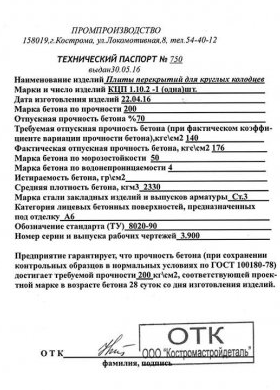 ПРОМПРОИЗВОДСТВО
158019.г.Кострома, ул.Локомотивная,8, тел.54-40-12
ТЕХНИЧЕСКИЙ ПАСПОРТ № 750
выдан30.05.16
Наименование изделий Плиты перекрытий для круглых колодцев
Марки и число изделий КЦП 1.10.2 -1 (одна)шт.
Дата изготовления изделий 22.04.16
Марка бетона по прочности 200
Отпускная прочность бетона %70
Требуемая отпускная прочность бетона (при фактическом коэффи-
циенте вариации прочности бетона),кгс\см2 140
Фактическая отпускная прочность бетона, кгс\см2 176
Марка бетона по морозостойкости 50
Марка бетона по водонепроницаемости 4
Истираемость бетона, гр\см2
Средняя плотность бетона, кгм3 2330
Марка стали закладных изделий и выпусков арматуры Ст.3
Категория лицевых бетонных поверхностей, предназначенных
под отделку А6
Обозначение стандарта (ТУ) 8020-90
Номер серии и выпуска рабочих чертежей 3.900
Предприятие гарантирует, что прочность бетона (при сохранении
контрольных образцов в нормальных условиях по ГОСТ 100180-78)
достигает требуемой прочности 200 кг\см2, соответствующей проект-
ной марки в возрасте бетона 28 суток со дня изготовления изделий.
ОТК
О Т К
ООО "Костромастройдеталь"
фамилия, подпись